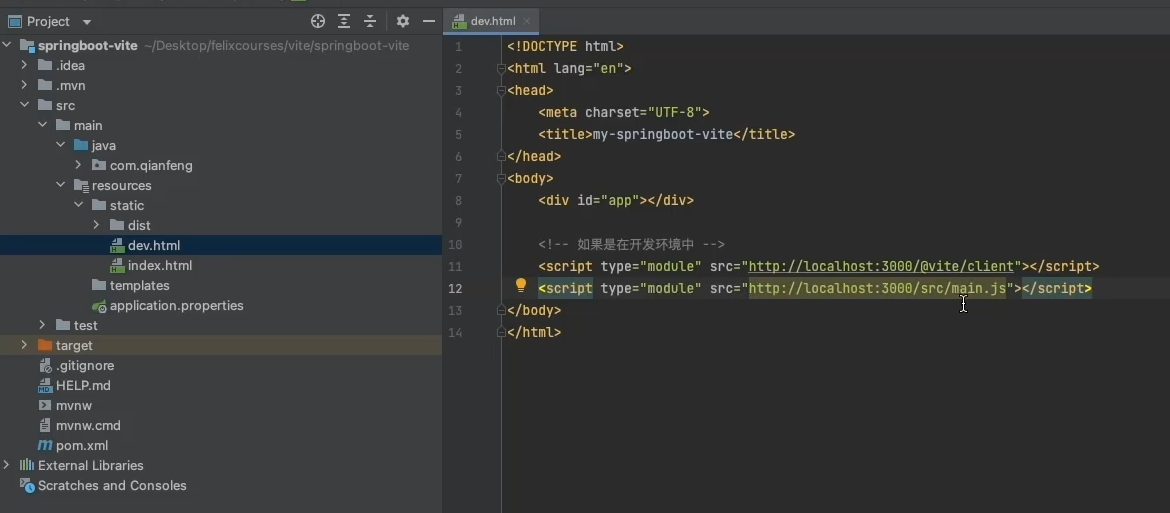 Project
springboot-vite ~/Desktop/felixcourses/vite/springboot-vite
.idea
.mvn
src
main
java
com.qianfeng
resources
static
dist
dev.html
index.html
templates
application.properties
test
target
.gitignore
HELP.md
mvnw
mvnw.cmd
pom.xml
External Libraries
Scratches and Consoles
dev.html
1 <!DOCTYPE html>
2 <html lang="en">
3 <head>
4 <meta charset="UTF-8">
5 <title>my-springboot-vite</title>
6 </head>
7 <body>
8 <div id="app"></div>
9
10 <!-- 如果是在开发环境中 -->
11 <script type="module" src="http://localhost:3000/@vite/client"></script>
12 <script type="module" src="http://localhost:3000/src/main.js"></script>
13 </body>
14 </html>